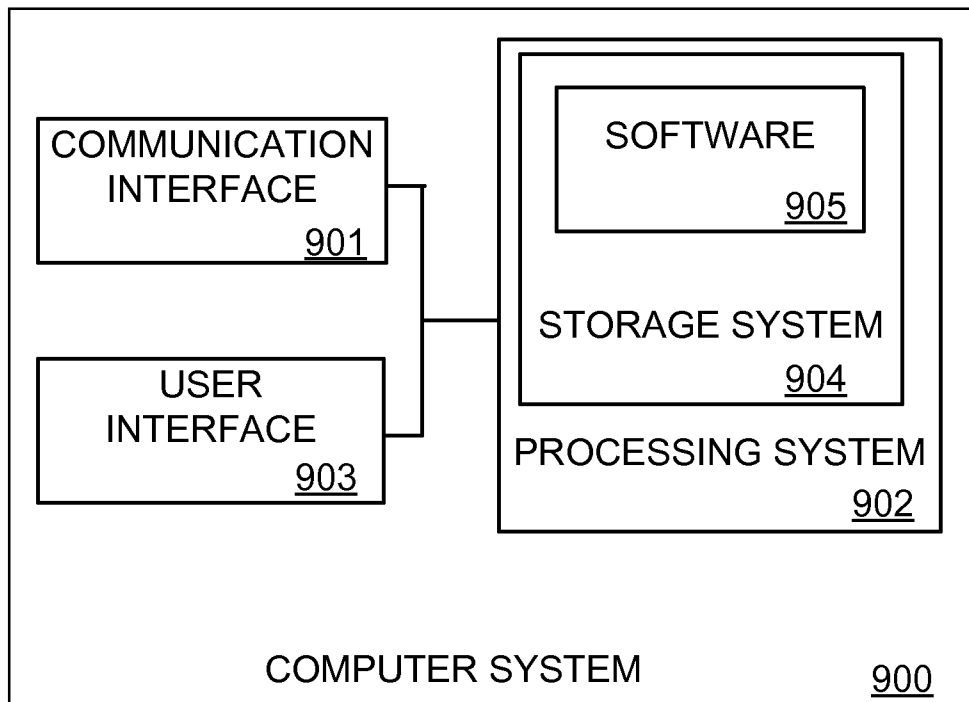 COMMUNICATION
INTERFACE
901
USER
INTERFACE
903
SOFTWARE
905
STORAGE SYSTEM
904
PROCESSING SYSTEM
902
COMPUTER SYSTEM
900